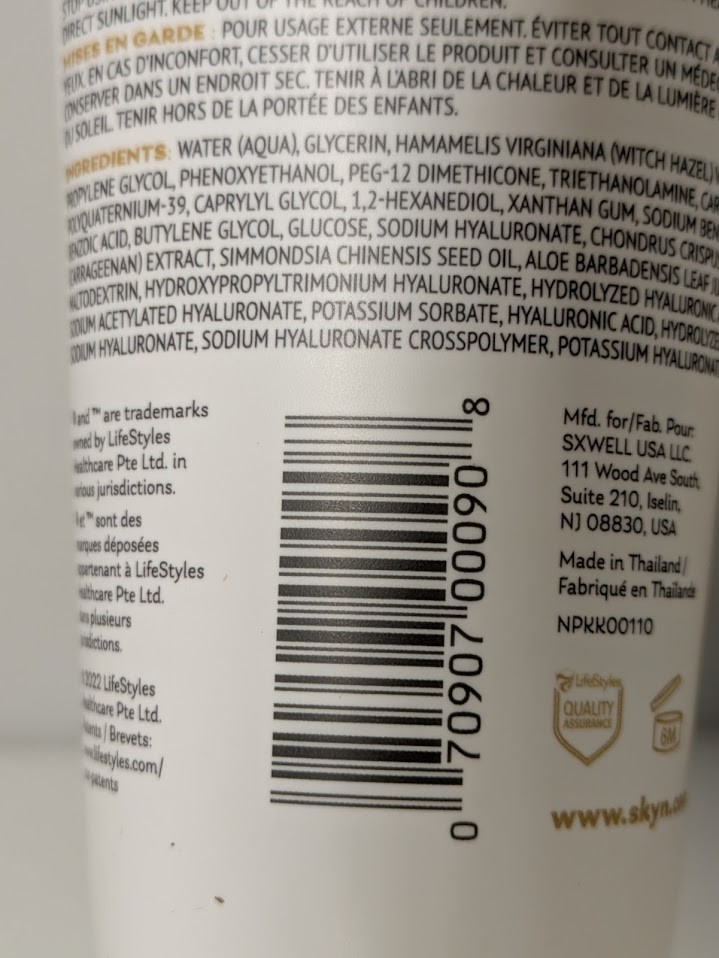 DIRECT SUNLIGHT. KEEP OUT OF THE REACH OF CHILDREN.
MISES EN GARDE : POUR USAGE EXTERNE SEULEMENT. ÉVITER TOUT CONTACT
YEUX. EN CAS D'INCONFORT, CESSER D'UTILISER LE PRODUIT ET CONSULTER UN
CONSERVER DANS UN ENDROIT SEC. TENIR À L'ABRI DE LA CHALEUR ET DE LA LUMIÈRE
DU SOLEIL. TENIR HORS DE LA PORTÉE DES ENFANTS.
INGREDIENTS: WATER (AQUA), GLYCERIN, HAMAMELIS VIRGINIANA (WITCH HAZEL)
PROPYLENE GLYCOL, PHENOXYETHANOL, PEG-12 DIMETHICONE, TRIETHANOLAMINE,
POLYQUATERNIUM-39, CAPRYLYL GLYCOL, 1,2-HEXANEDIOL, XANTHAN GUM, SODIUM
BENZOIC ACID, BUTYLENE GLYCOL, GLUCOSE, SODIUM HYALURONATE, CHONDRUS CRISPUS
(CARRAGEENAN) EXTRACT, SIMMONDSIA CHINENSIS SEED OIL, ALOE BARBADENSIS LEAF
MALTODEXTRIN, HYDROXYPROPYLTRIMONIUM HYALURONATE, HYDROLYZED HYALURONIC
SODIUM ACETYLATED HYALURONATE, POTASSIUM SORBATE, HYALURONIC ACID,
SODIUM HYALURONATE, SODIUM HYALURONATE CROSSPOLYMER, POTASSIUM
and ™ are trademarks
owned by LifeStyles
Healthcare Pte Ltd. in
various jurisdictions.
et ™ sont des
marques déposées
appartenant à LifeStyles
Healthcare Pte Ltd.
dans plusieurs
juridictions.
2022 LifeStyles
Healthcare Pte Ltd.
Patents / Brevets:
www.lifestyles.com/
patents
0 70907 00090 8
Mfd. for/Fab. Pour:
SXWELL USA LLC.
111 Wood Ave South,
Suite 210, Iselin,
NJ 08830, USA
Made in Thailand/
Fabriqué en Thaïlande
NPKK00110
LifeStyles
QUALITY
ASSURANCE
6M
www.skyn.